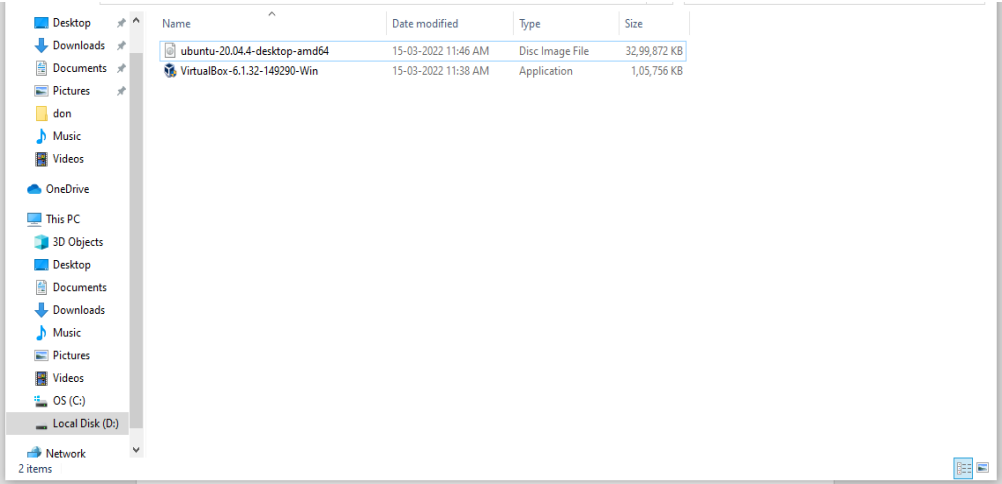 Name Date modified Type Size
ubuntu-20.04.4-desktop-amd64 15-03-2022 11:46 AM Disc Image File 32,99,872 KB
VirtualBox-6.1.32-149290-Win 15-03-2022 11:38 AM Application 1,05,756 KB
Desktop
Downloads
Documents
Pictures
don
Music
Videos
OneDrive
This PC
3D Objects
Desktop
Documents
Downloads
Music
Pictures
Videos
OS (C:)
Local Disk (D:)
Network
2 items